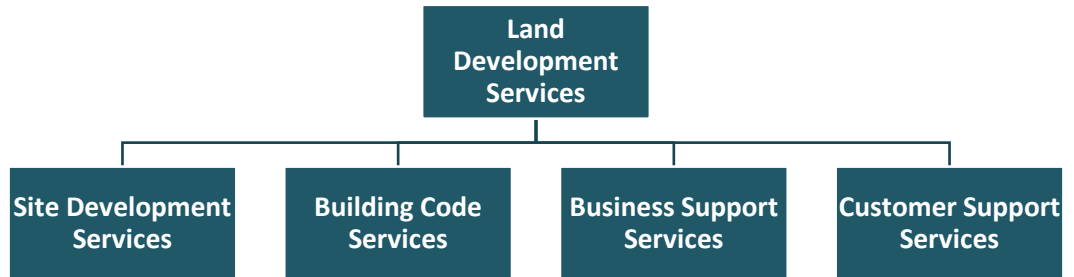 Land
Development
Services
Site Development
Services
Building Code
Services
Business Support
Services
Customer Support
Services